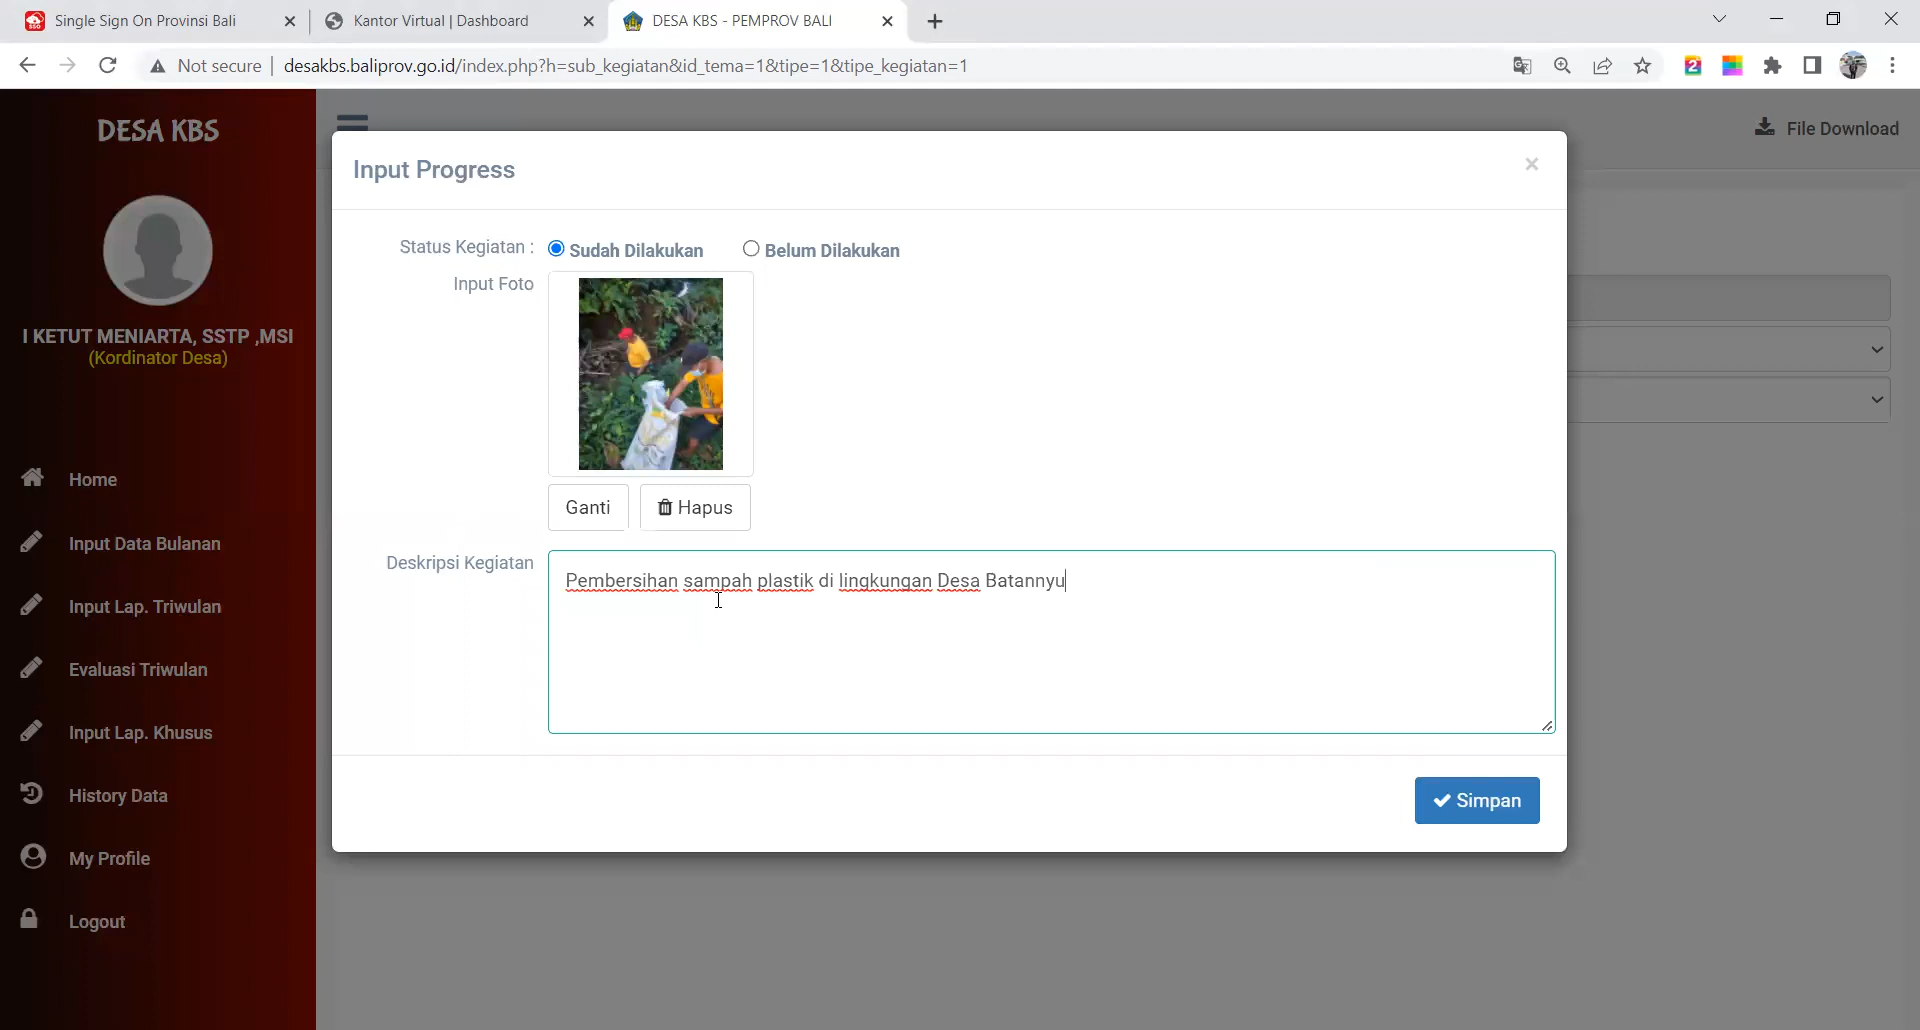 Single Sign On Provinsi Bali
Kantor Virtual | Dashboard
DESA KBS - PEMPROV BALI
Not secure
desakbs.baliprov.go.id/index.php?h=sub_kegiatan&id_tema=1&tipe=1&tipe_kegiatan=1
DESA KBS
File Download
I KETUT MENIARTA, SSTP ,MSI
(Kordinator Desa)
Home
Input Data Bulanan
Input Lap. Triwulan
Evaluasi Triwulan
Input Lap. Khusus
History Data
My Profile
Logout
Input Progress
Status Kegiatan :
Sudah Dilakukan
Belum Dilakukan
Input Foto
Ganti
Hapus
Deskripsi Kegiatan
Pembersihan sampah plastik di lingkungan Desa Batannyu
Simpan